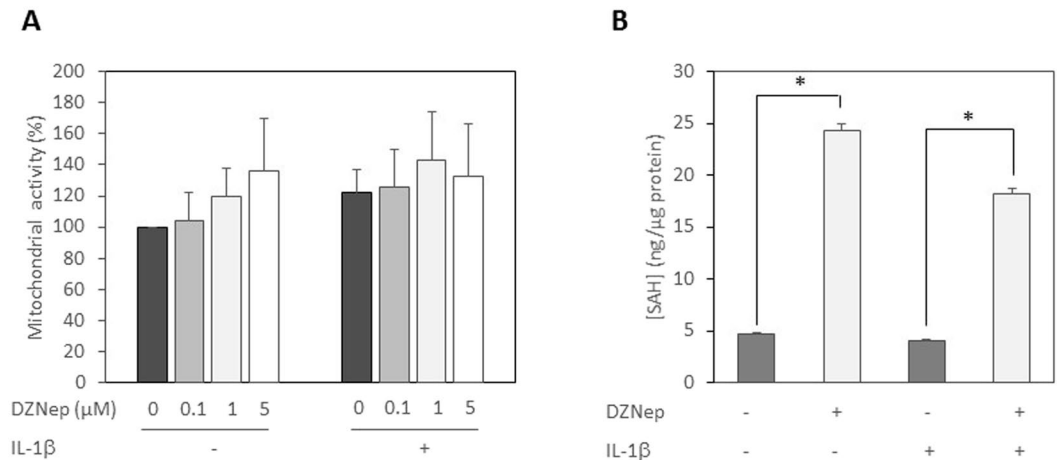 A
Mitochondrial activity (%)
200
180
160
140
120
100
80
60
40
20
0
DZNep (μM) 0 0.1 1 5 0 0.1 1 5
IL-1β - +
B
[SAH] (ng/μg protein)
30
25
20
15
10
5
0
* *
DZNep - + - +
IL-1β - - + +